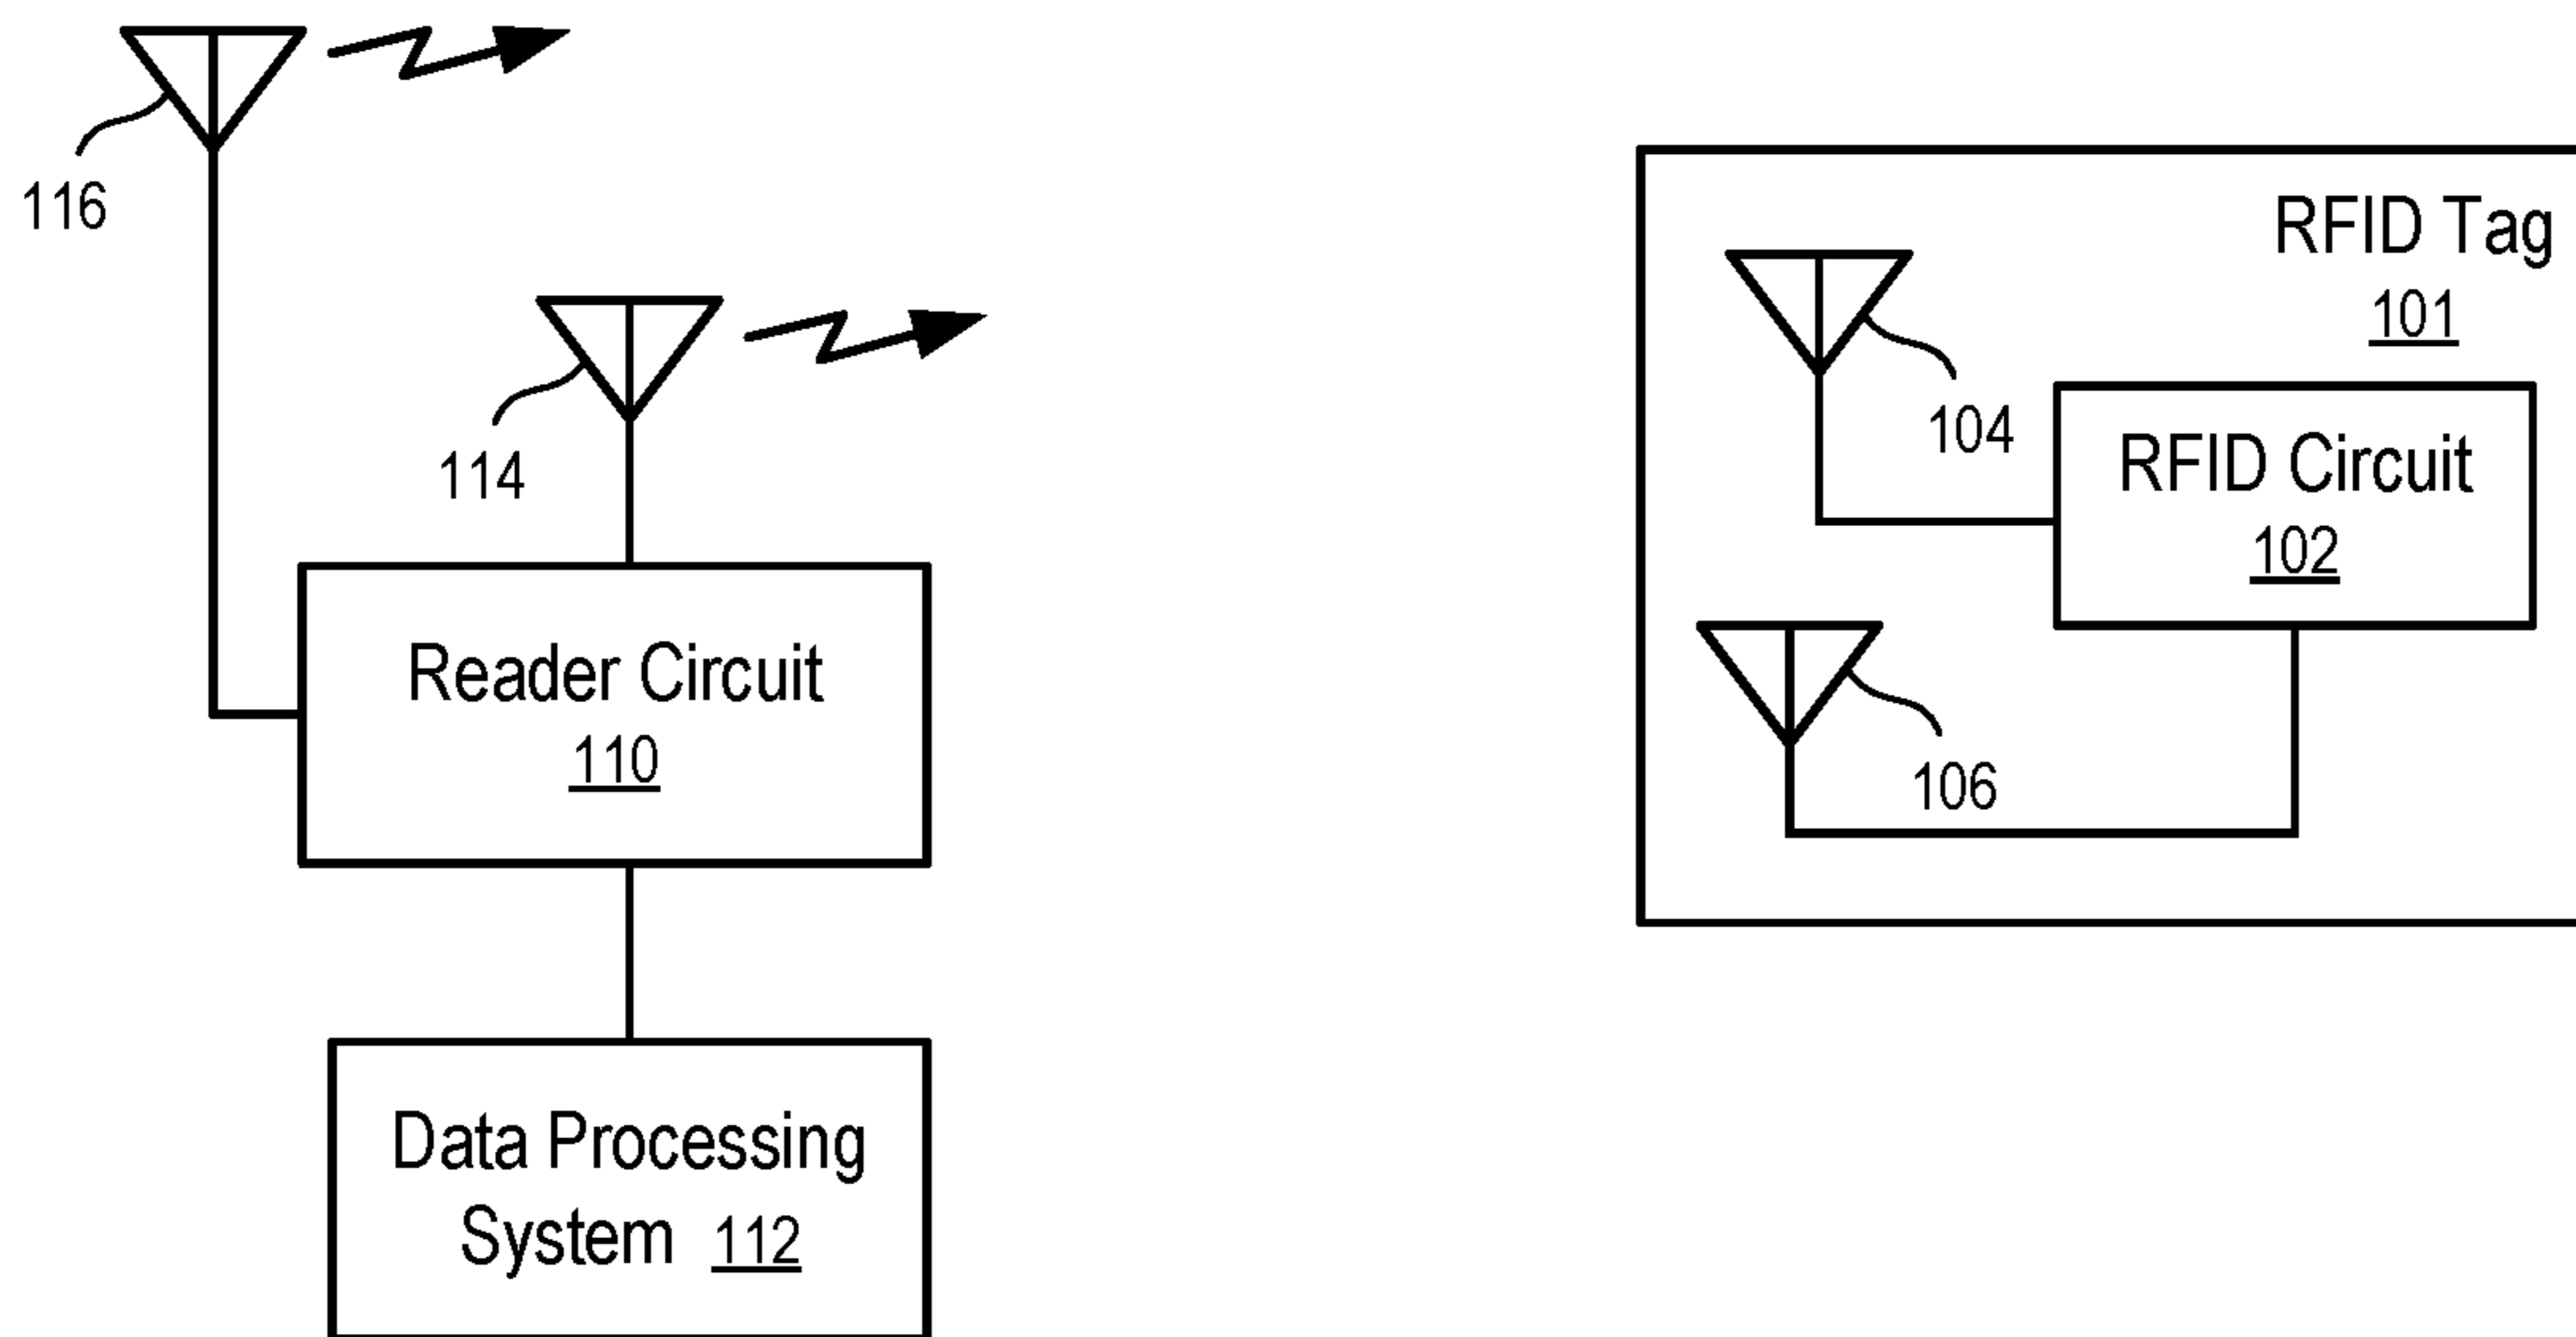 116
114
Reader Circuit
110
Data Processing
System 112
RFID Tag
101
104
RFID Circuit
102
106